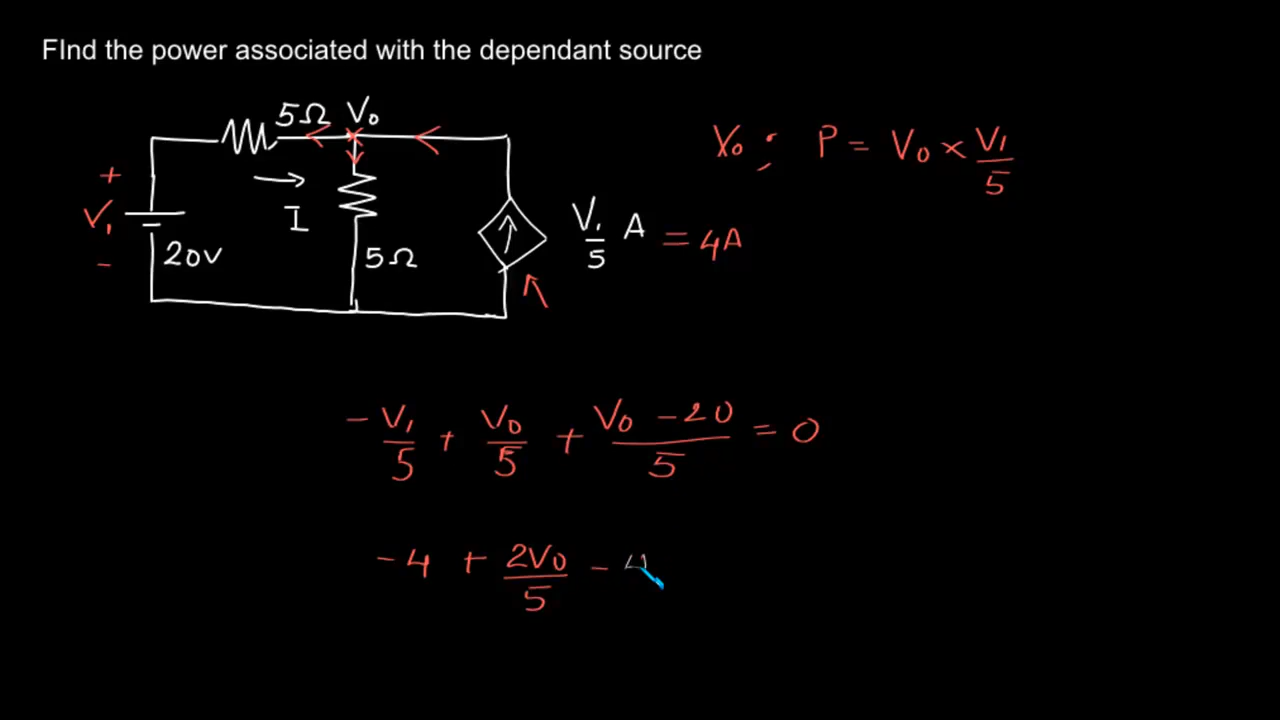 FInd the power associated with the dependant source
5Ω V₀
V₀ : P = V₀ × V₁/5
+
V₁
-
20V
I
5Ω
V₁/5 A = 4A
- V₁/5 + V₀/5 + V₀ - 20/5 = 0
- 4 + 2V₀/5 - 4